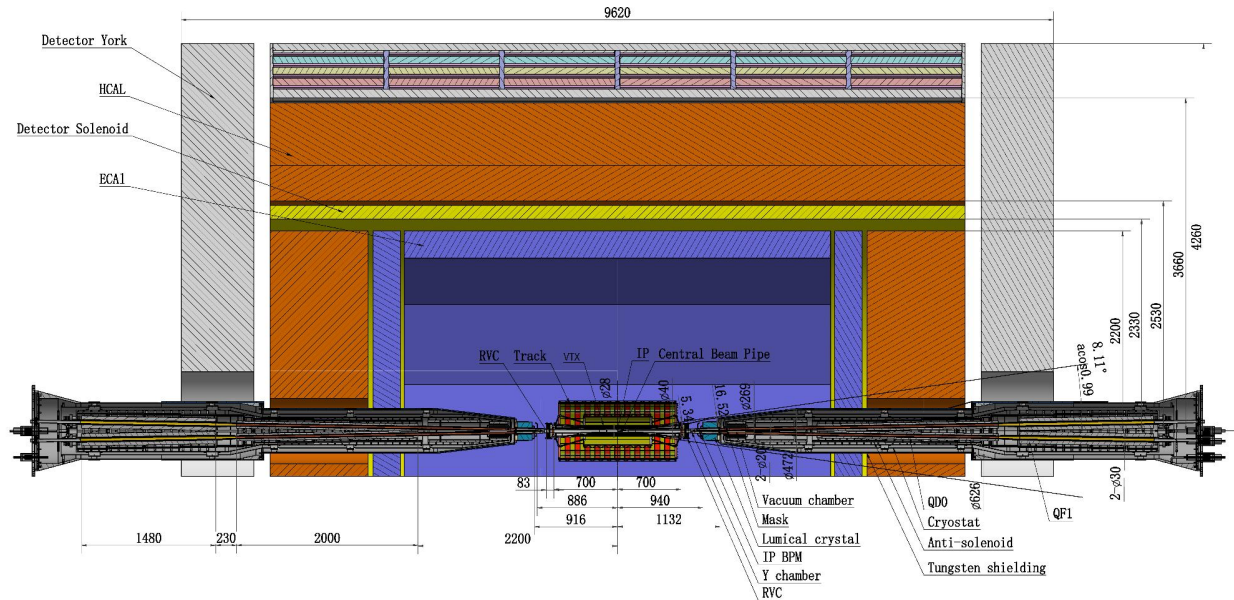 9620
Detector York
HCAL
Detector Solenoid
ECAl
4260
3660
2530
2330
2200
8.11°
acos0.99
RVC
Track
VTX
IP
Central Beam Pipe
ø28
ø40
5.34
16.52
ø269
2-ø20
ø472
2-ø30
ø626
83
700
700
886
940
916
1132
1480
230
2000
2200
Vacuum chamber
Mask
Lumical crystal
IP BPM
Y chamber
RVC
QD0
Cryostat
Anti-solenoid
Tungsten shielding
QF1